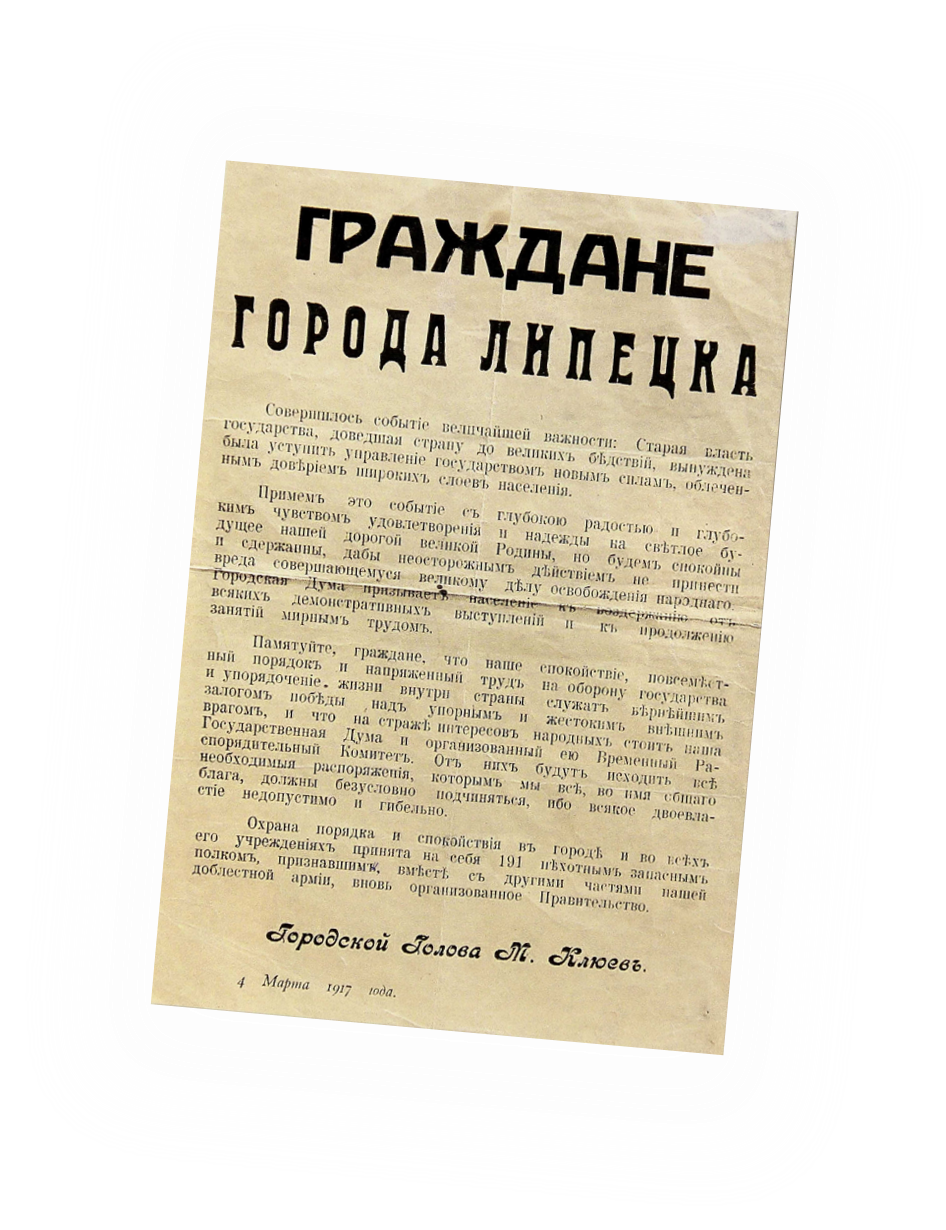 ГРАЖДАНЕ
ГОРОДА ЛИПЕЦКА
Совершилось событіе величайшей важности: Старая власть
государства, доведшая страну до великихъ бѣдствій, вынуждена
была уступить управленіе государствомъ новымъ силамъ, облечен-
нымъ довѣріемъ широкихъ слоевъ населенія.
Примемъ это событіе съ глубокою радостью и глубо-
кимъ чувствомъ удовлетворенія и надежды на свѣтлое бу-
дущее нашей дорогой великой Родины, но будемъ спокойны
и сдержанны, дабы неосторожнымъ дѣйствіемъ не принести
вреда совершающемуся великому дѣлу освобожденія народнаго.
Городская Дума призываетъ населеніе къ воздержанію отъ
всякихъ демонстративныхъ выступленій и къ продолженію
занятій мирнымъ трудомъ.
Памятуйте, граждане, что наше спокойствіе, повсемѣст-
ный порядокъ и напряженный трудъ на оборону государства
и упорядоченіе жизни внутри страны служатъ вѣрнѣйшимъ
залогомъ побѣды надъ упорнымъ и жестокимъ внѣшнимъ
врагомъ, и что на стражѣ интересовъ народныхъ стоитъ наша
Государственная Дума и организованный ею Временный Ра-
спорядительный Комитетъ. Отъ нихъ будутъ исходить всѣ
необходимыя распоряженія, которымъ мы всѣ, во имя общаго
блага, должны безусловно подчиняться, ибо всякое двоевла-
стіе недопустимо и гибельно.
Охрана порядка и спокойствія въ городѣ и во всѣхъ
его учрежденіяхъ принята на себя 191 пѣхотнымъ запаснымъ
полкомъ, признавшимъ, вмѣстѣ съ другими частями нашей
доблестной арміи, вновь организованное Правительство.
Городской Голова М. Клюевъ.
4 Марта 1917 года.